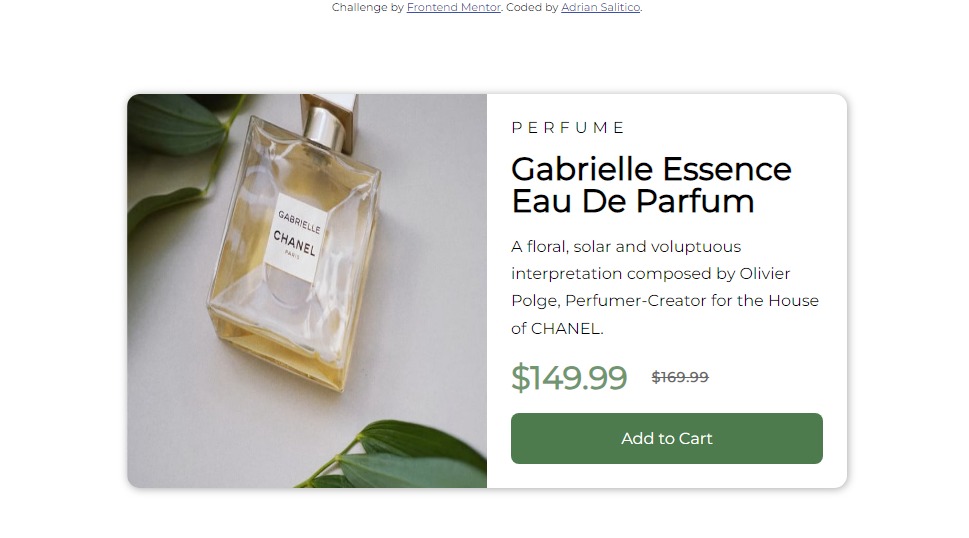 Challenge by Frontend Mentor. Coded by Adrian Salitico.
GABRIELLE
CHANEL
PARIS
PERFUME
Gabrielle Essence
Eau De Parfum
A floral, solar and voluptuous
interpretation composed by Olivier
Polge, Perfumer-Creator for the House
of CHANEL.
$149.99 $169.99
Add to Cart